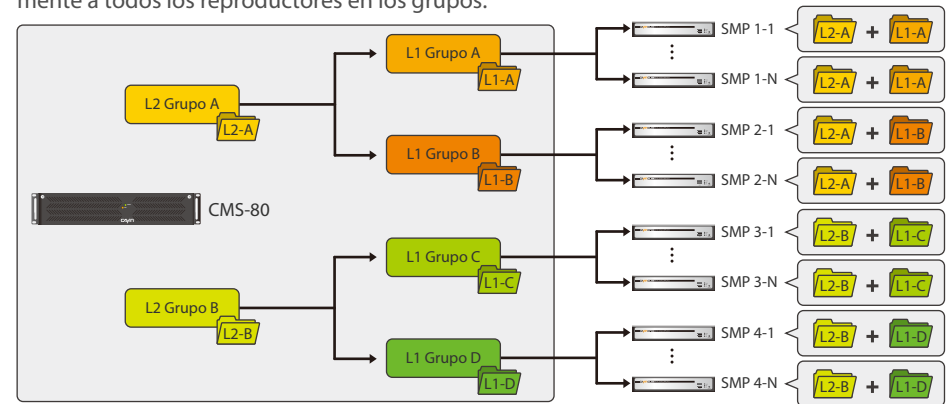 mente a todos los reproductores en los grupos.
L2 Grupo A
L2-A
L1 Grupo A
L1-A
L1 Grupo B
L1-B
CMS-80
L2 Grupo B
L2-B
L1 Grupo C
L1-C
L1 Grupo D
L1-D
SMP 1-1
L2-A + L1-A
SMP 1-N
L2-A + L1-A
SMP 2-1
L2-A + L1-B
SMP 2-N
L2-A + L1-B
SMP 3-1
L2-B + L1-C
SMP 3-N
L2-B + L1-C
SMP 4-1
L2-B + L1-D
SMP 4-N
L2-B + L1-D